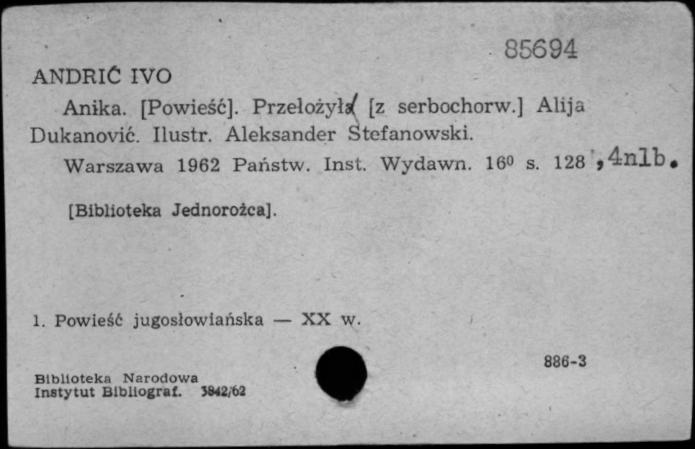 85694
ANDRIĆ IVO
Anika. [Powieść]. Przełożył [z serbochorw.] Alija
Dukanović. Ilustr. Aleksander Stefanowski.
Warszawa 1962 Państw. Inst. Wydawn. 16⁰ s. 128, 4nlb.
[Biblioteka Jednorożca].
1. Powieść jugosłowiańska — XX w.
886-3
Biblioteka Narodowa
Instytut Bibliograf. 3842/62